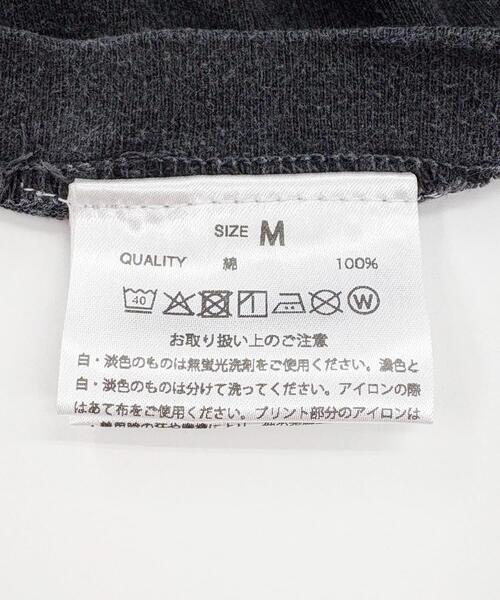 SIZE M
QUALITY 綿 100%
40 W
お取り扱い上のご注意
白・淡色のものは無蛍光洗剤をご使用ください。濃色と
白・淡色のものは分けて洗ってください。アイロンの際
はあて布をご使用ください。プリント部分のアイロンは